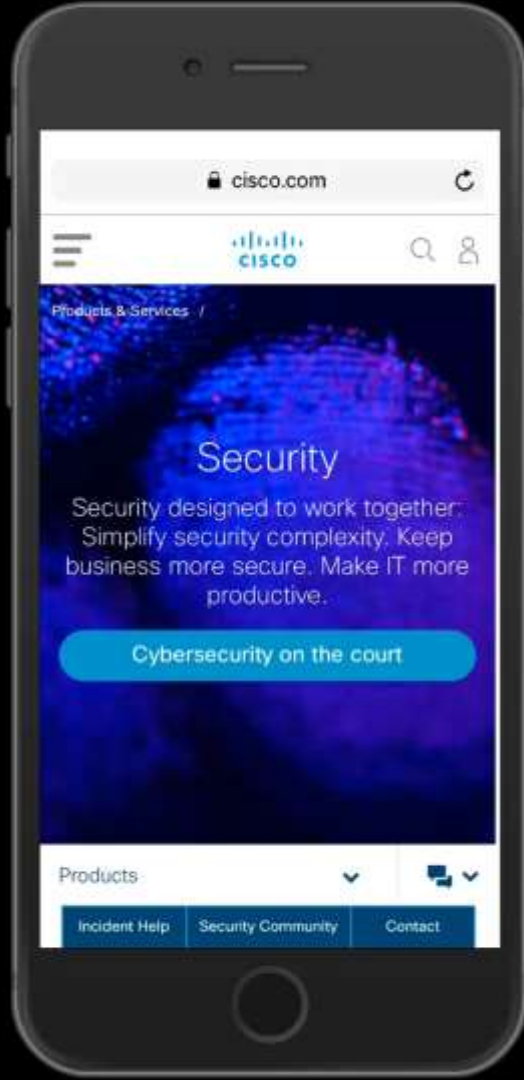 cisco.com
CISCO
Products & Services /
Security
Security designed to work together:
Simplify security complexity. Keep
business more secure. Make IT more
productive.
Cybersecurity on the court
Products
Incident Help Security Community Contact